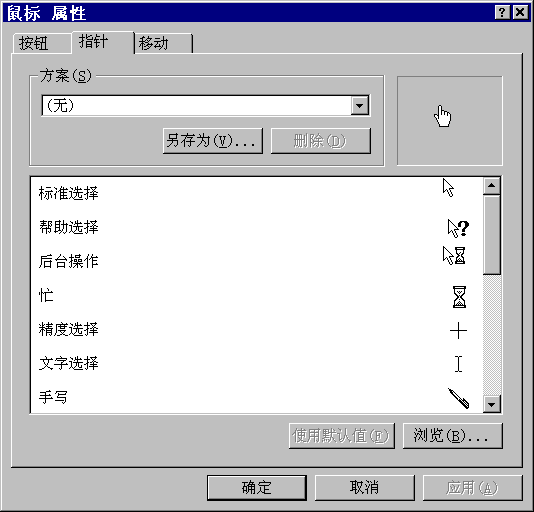 鼠标 属性
按钮 指针 移动
方案(S)
(无)
另存为(V)... 删除(D)
标准选择
帮助选择
后台操作
忙
精度选择
文字选择
手写
使用默认值(F) 浏览(B)...
确定 取消 应用(A)